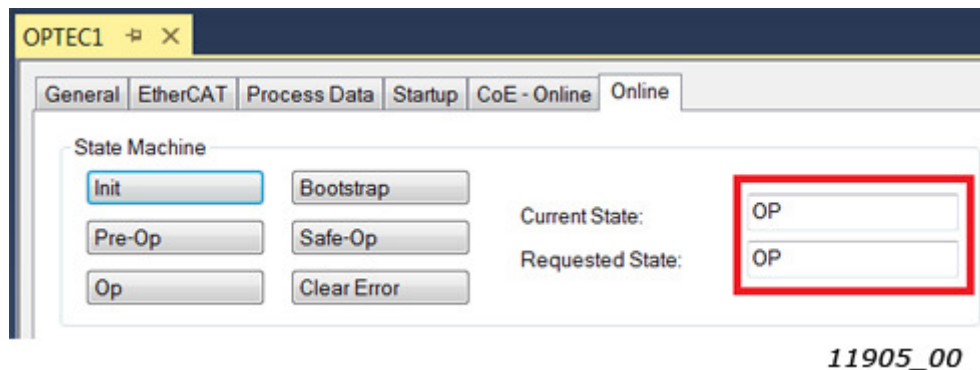 OPTEC1
General EtherCAT Process Data Startup CoE - Online Online
State Machine
Init Bootstrap
Current State: OP
Pre-Op Safe-Op
Requested State: OP
Op Clear Error
11905_00